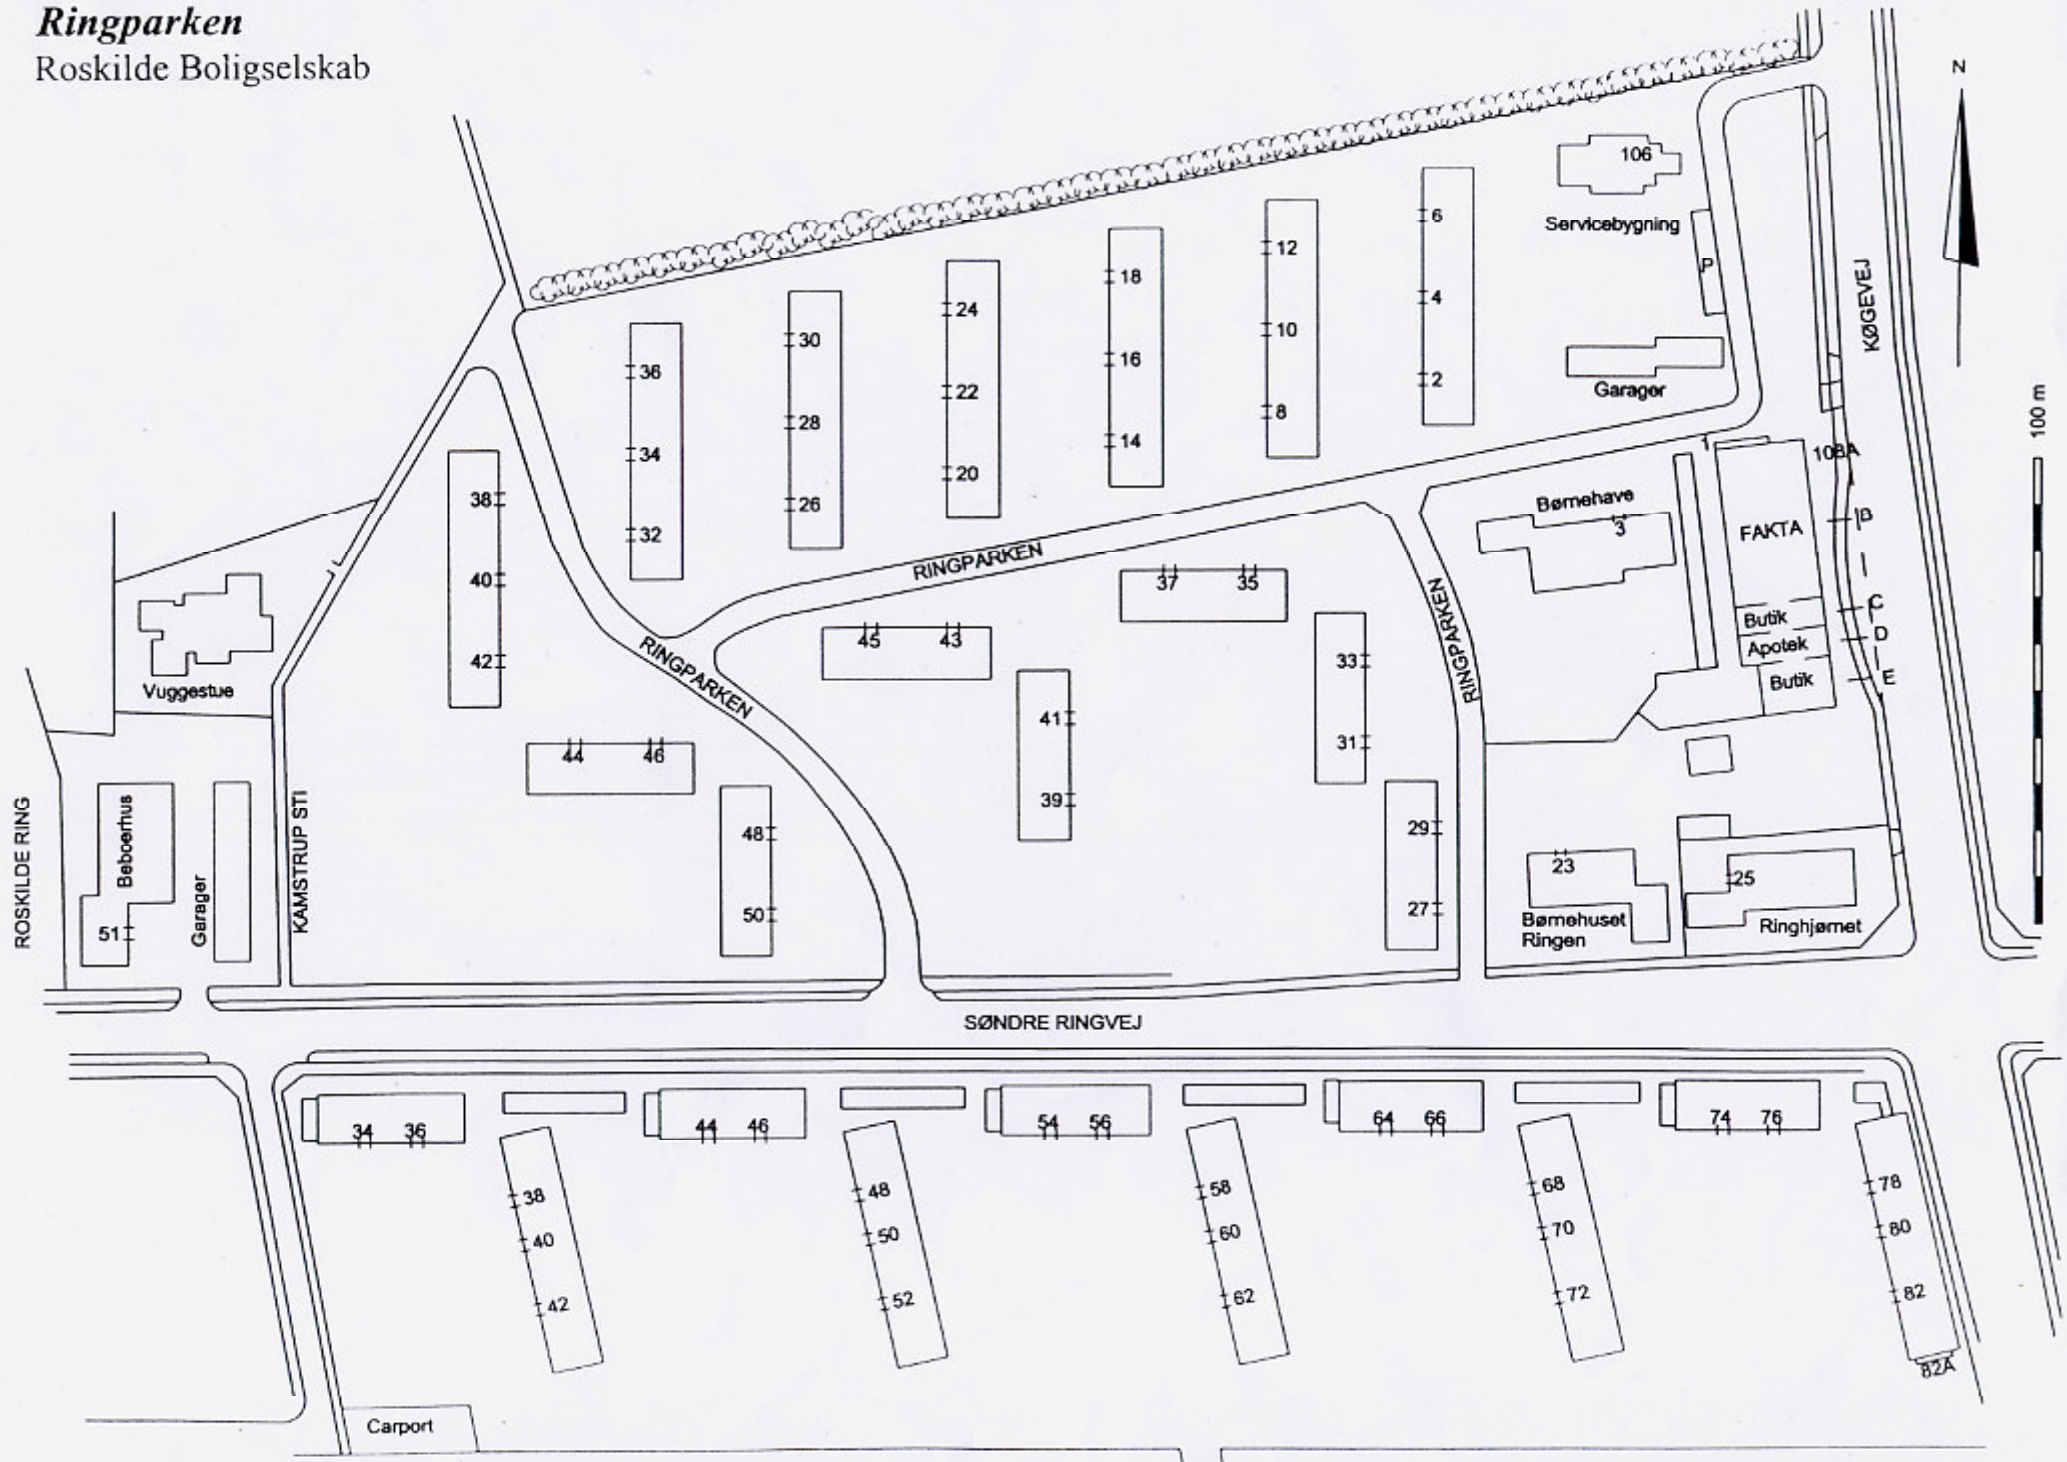 Ringparken
Roskilde Boligselskab
N
106
Servicebygning
P
6
4
2
Garager
12
10
8
18
16
14
24
22
20
30
28
26
36
34
32
KØGEVEJ
100 m
1
108A
B
C
D
E
FAKTA
Butik
Apotek
Butik
Børnehave
3
RINGPARKEN
RINGPARKEN
RINGPARKEN
38
40
42
37
35
45
43
33
31
41
39
44
46
48
50
29
27
Vuggestue
ROSKILDE RING
Beboerhus
51
Garager
KAMSTRUP STI
23
Børnehuset
Ringen
25
Ringhjørnet
SØNDRE RINGVEJ
34 36
44 46
54 56
64 66
74 76
38
40
42
48
50
52
58
60
62
68
70
72
78
80
82
82A
Carport